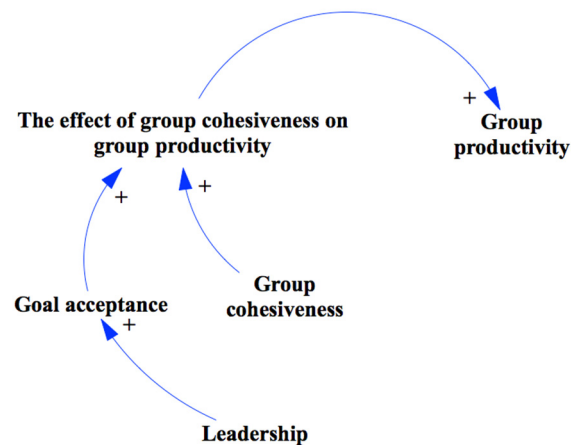 +
The effect of group cohesiveness on
group productivity
Group
productivity
+
+
Goal acceptance
Group
cohesiveness
+
Leadership